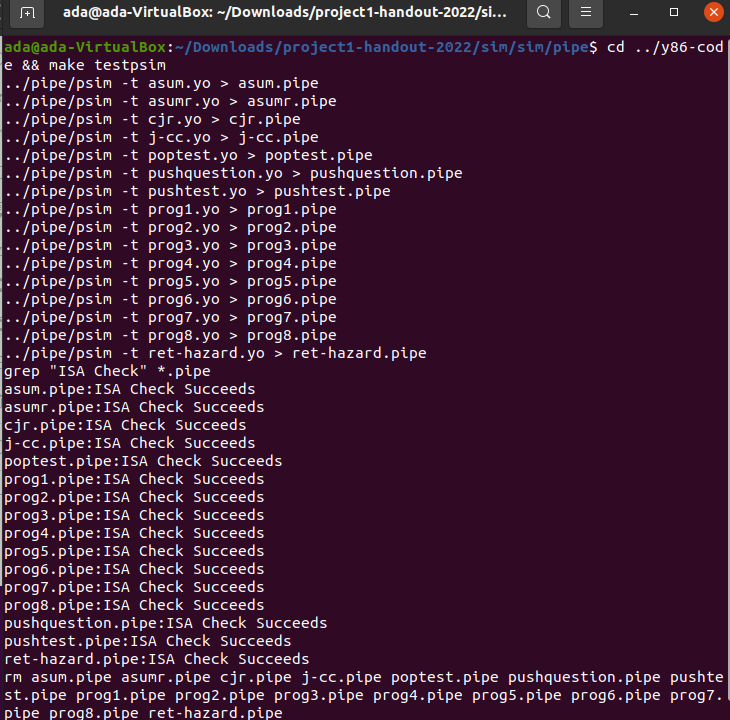 ada@ada-VirtualBox: ~/Downloads/project1-handout-2022/si...
ada@ada-VirtualBox:~/Downloads/project1-handout-2022/sim/sim/pipe$ cd ../y86-cod
e && make testpsim
../pipe/psim -t asum.yo > asum.pipe
../pipe/psim -t asumr.yo > asumr.pipe
../pipe/psim -t cjr.yo > cjr.pipe
../pipe/psim -t j-cc.yo > j-cc.pipe
../pipe/psim -t poptest.yo > poptest.pipe
../pipe/psim -t pushquestion.yo > pushquestion.pipe
../pipe/psim -t pushtest.yo > pushtest.pipe
../pipe/psim -t prog1.yo > prog1.pipe
../pipe/psim -t prog2.yo > prog2.pipe
../pipe/psim -t prog3.yo > prog3.pipe
../pipe/psim -t prog4.yo > prog4.pipe
../pipe/psim -t prog5.yo > prog5.pipe
../pipe/psim -t prog6.yo > prog6.pipe
../pipe/psim -t prog7.yo > prog7.pipe
../pipe/psim -t prog8.yo > prog8.pipe
../pipe/psim -t ret-hazard.yo > ret-hazard.pipe
grep "ISA Check" *.pipe
asum.pipe:ISA Check Succeeds
asumr.pipe:ISA Check Succeeds
cjr.pipe:ISA Check Succeeds
j-cc.pipe:ISA Check Succeeds
poptest.pipe:ISA Check Succeeds
prog1.pipe:ISA Check Succeeds
prog2.pipe:ISA Check Succeeds
prog3.pipe:ISA Check Succeeds
prog4.pipe:ISA Check Succeeds
prog5.pipe:ISA Check Succeeds
prog6.pipe:ISA Check Succeeds
prog7.pipe:ISA Check Succeeds
prog8.pipe:ISA Check Succeeds
pushquestion.pipe:ISA Check Succeeds
pushtest.pipe:ISA Check Succeeds
ret-hazard.pipe:ISA Check Succeeds
rm asum.pipe asumr.pipe cjr.pipe j-cc.pipe poptest.pipe pushquestion.pipe pushte
st.pipe prog1.pipe prog2.pipe prog3.pipe prog4.pipe prog5.pipe prog6.pipe prog7.
pipe prog8.pipe ret-hazard.pipe